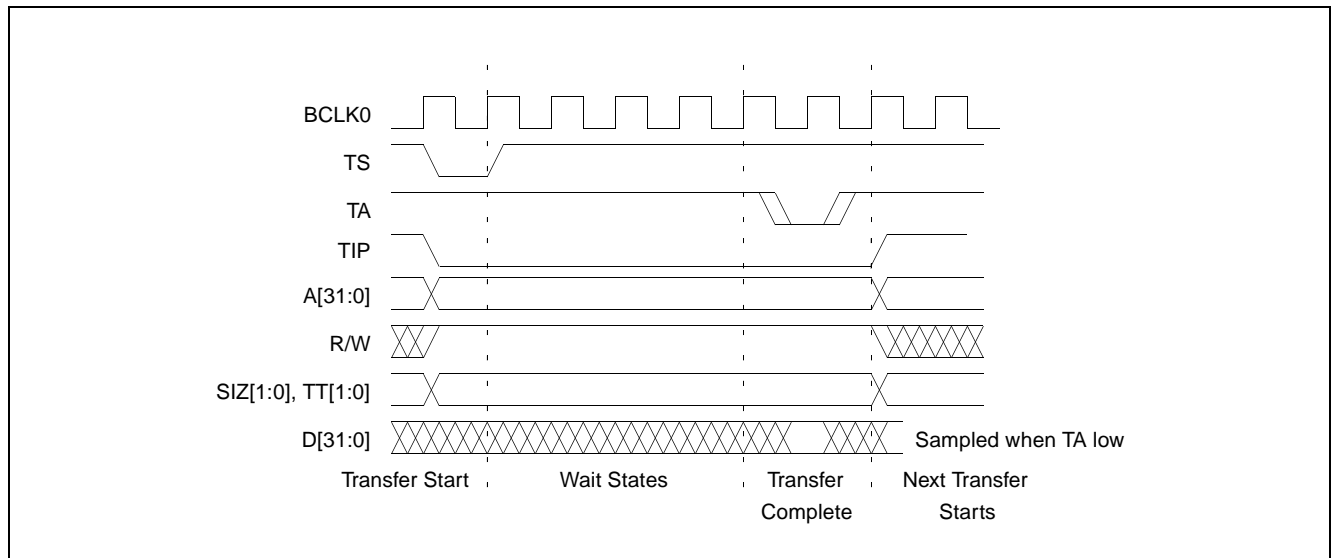 BCLK0
TS
TA
TIP
A[31:0]
R/W
SIZ[1:0], TT[1:0]
D[31:0]
Sampled when TA low
Transfer Start
Wait States
Transfer
Complete
Next Transfer
Starts